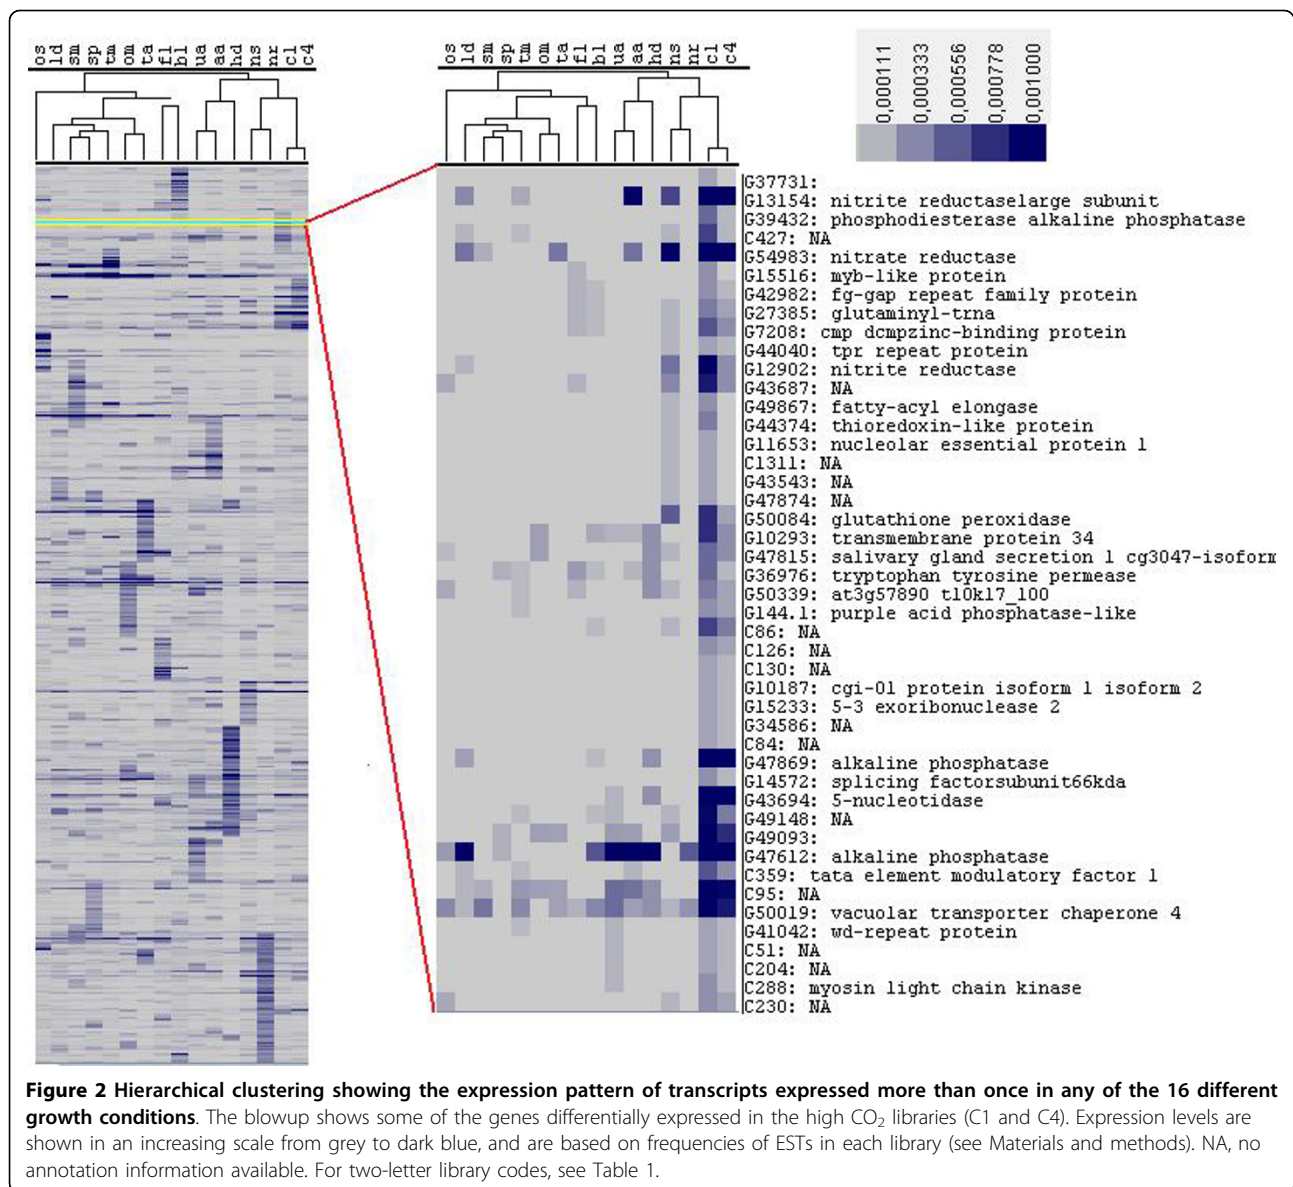 os ld sm sp tm om ta fl bl ua aa hd ns nr c1 c4
os ld sm sp tm om ta fl bl ua aa hd ns nr c1 c4
0,000111
0,000333
0,000556
0,000778
0,001000
G37731:
G13154: nitrite reductaselarge subunit
G39432: phosphodiesterase alkaline phosphatase
C427: NA
G54983: nitrate reductase
G15516: myb-like protein
G42982: fg-gap repeat family protein
G27385: glutaminyl-trna
G7208: cmp dcmpzinc-binding protein
G44040: tpr repeat protein
G12902: nitrite reductase
G43687: NA
G49867: fatty-acyl elongase
G44374: thioredoxin-like protein
G11653: nucleolar essential protein 1
C1311: NA
G43543: NA
G47874: NA
G50084: glutathione peroxidase
G10293: transmembrane protein 34
G47815: salivary gland secretion 1 cg3047-isoform
G36976: tryptophan tyrosine permease
G50339: at3g57890 t10k17_100
G144.1: purple acid phosphatase-like
C86: NA
C126: NA
C130: NA
G10187: cgi-01 protein isoform 1 isoform 2
G15233: 5-3 exoribonuclease 2
G34586: NA
C84: NA
G47869: alkaline phosphatase
G14572: splicing factorsubunit66kda
G43694: 5-nucleotidase
G49148: NA
G49093:
G47612: alkaline phosphatase
C359: tata element modulatory factor 1
C95: NA
G50019: vacuolar transporter chaperone 4
G41042: wd-repeat protein
C51: NA
C204: NA
C288: myosin light chain kinase
C230: NA
Figure 2 Hierarchical clustering showing the expression pattern of transcripts expressed more than once in any of the 16 different
growth conditions. The blowup shows some of the genes differentially expressed in the high CO₂ libraries (C1 and C4). Expression levels are
shown in an increasing scale from grey to dark blue, and are based on frequencies of ESTs in each library (see Materials and methods). NA, no
annotation information available. For two-letter library codes, see Table 1.